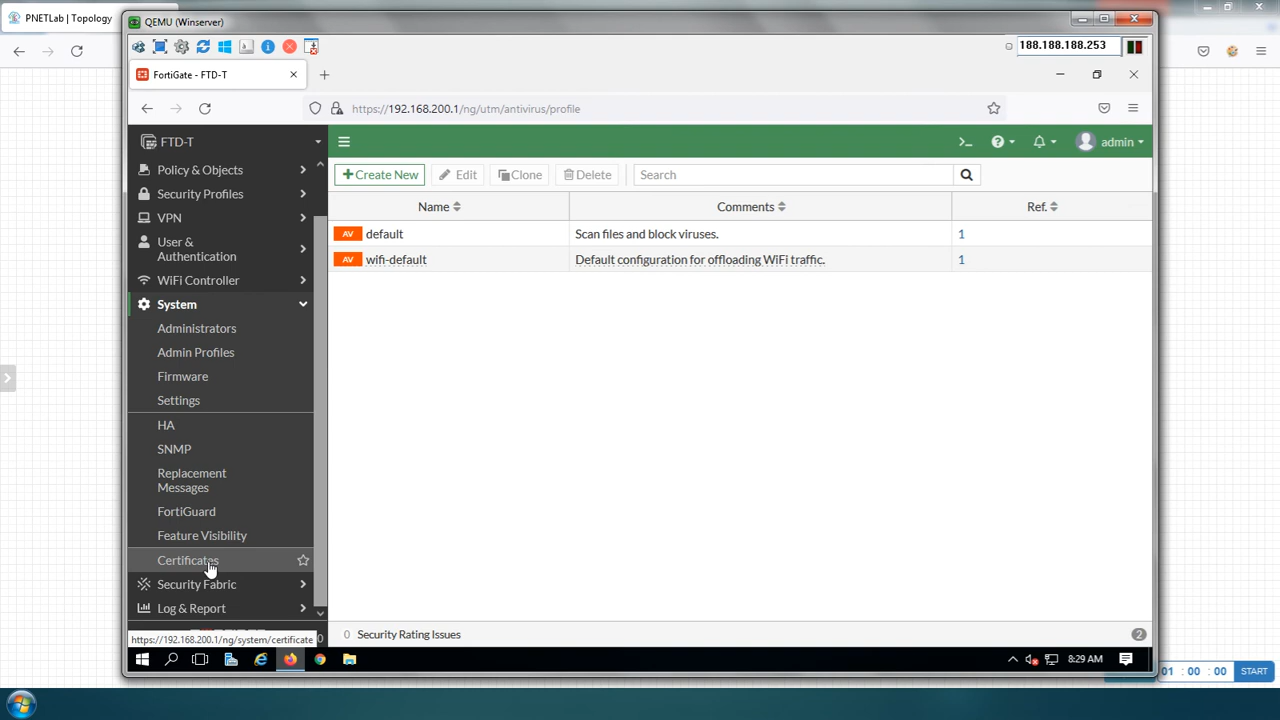 PNETLab | Topology
QEMU (Winserver)
188.188.188.253
FortiGate - FTD-T
https://192.168.200.1/ng/utm/antivirus/profile
FTD-T
admin
Policy & Objects
Security Profiles
VPN
User &
Authentication
WiFi Controller
System
Administrators
Admin Profiles
Firmware
Settings
HA
SNMP
Replacement
Messages
FortiGuard
Feature Visibility
Certificates
Security Fabric
Log & Report
https://192.168.200.1/ng/system/certificate
Create New
Edit
Clone
Delete
Search
Name
Comments
Ref.
AV default
Scan files and block viruses.
1
AV wifi-default
Default configuration for offloading WiFi traffic.
1
0 Security Rating Issues
2
8:29 AM
01 : 00 : 00
START